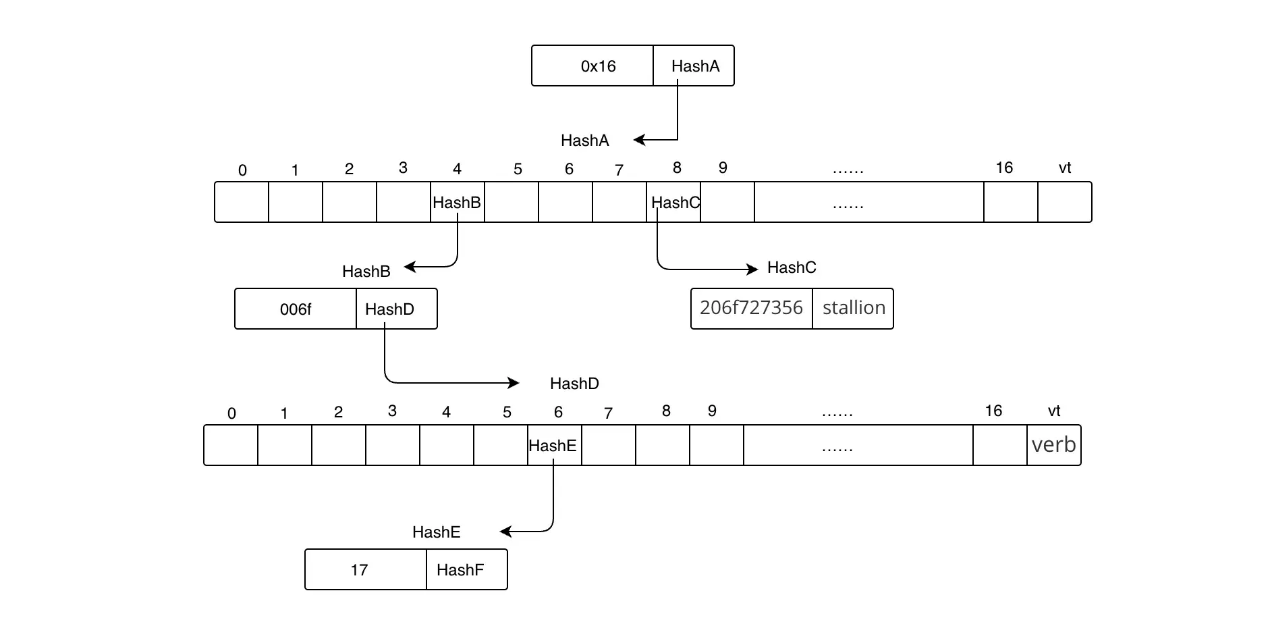 0x16 HashA
HashA
0 1 2 3 4 5 6 7 8 9 ...... 16 vt
HashB HashC ......
HashB HashC
006f HashD 206f727356 stallion
HashD
0 1 2 3 4 5 6 7 8 9 ...... 16 vt
HashE ...... verb
HashE
17 HashF